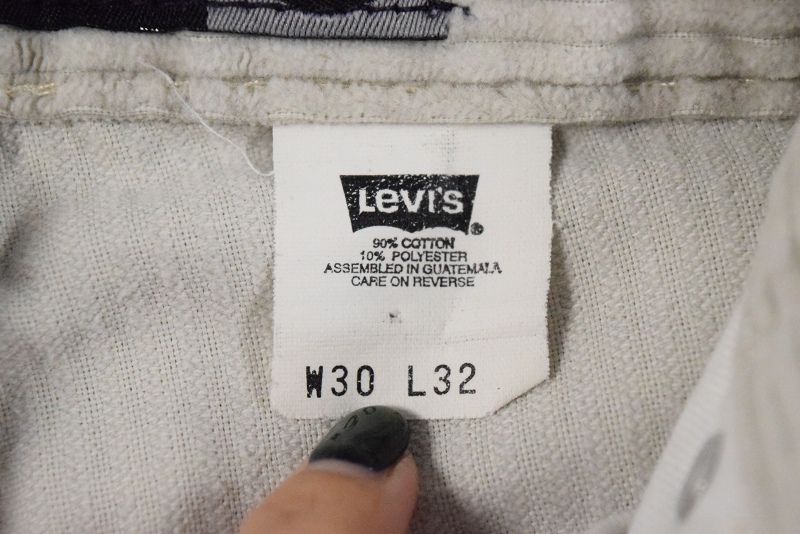 Levi's®
90% COTTON
10% POLYESTER
ASSEMBLED IN GUATEMALA
CARE ON REVERSE
W30 L32